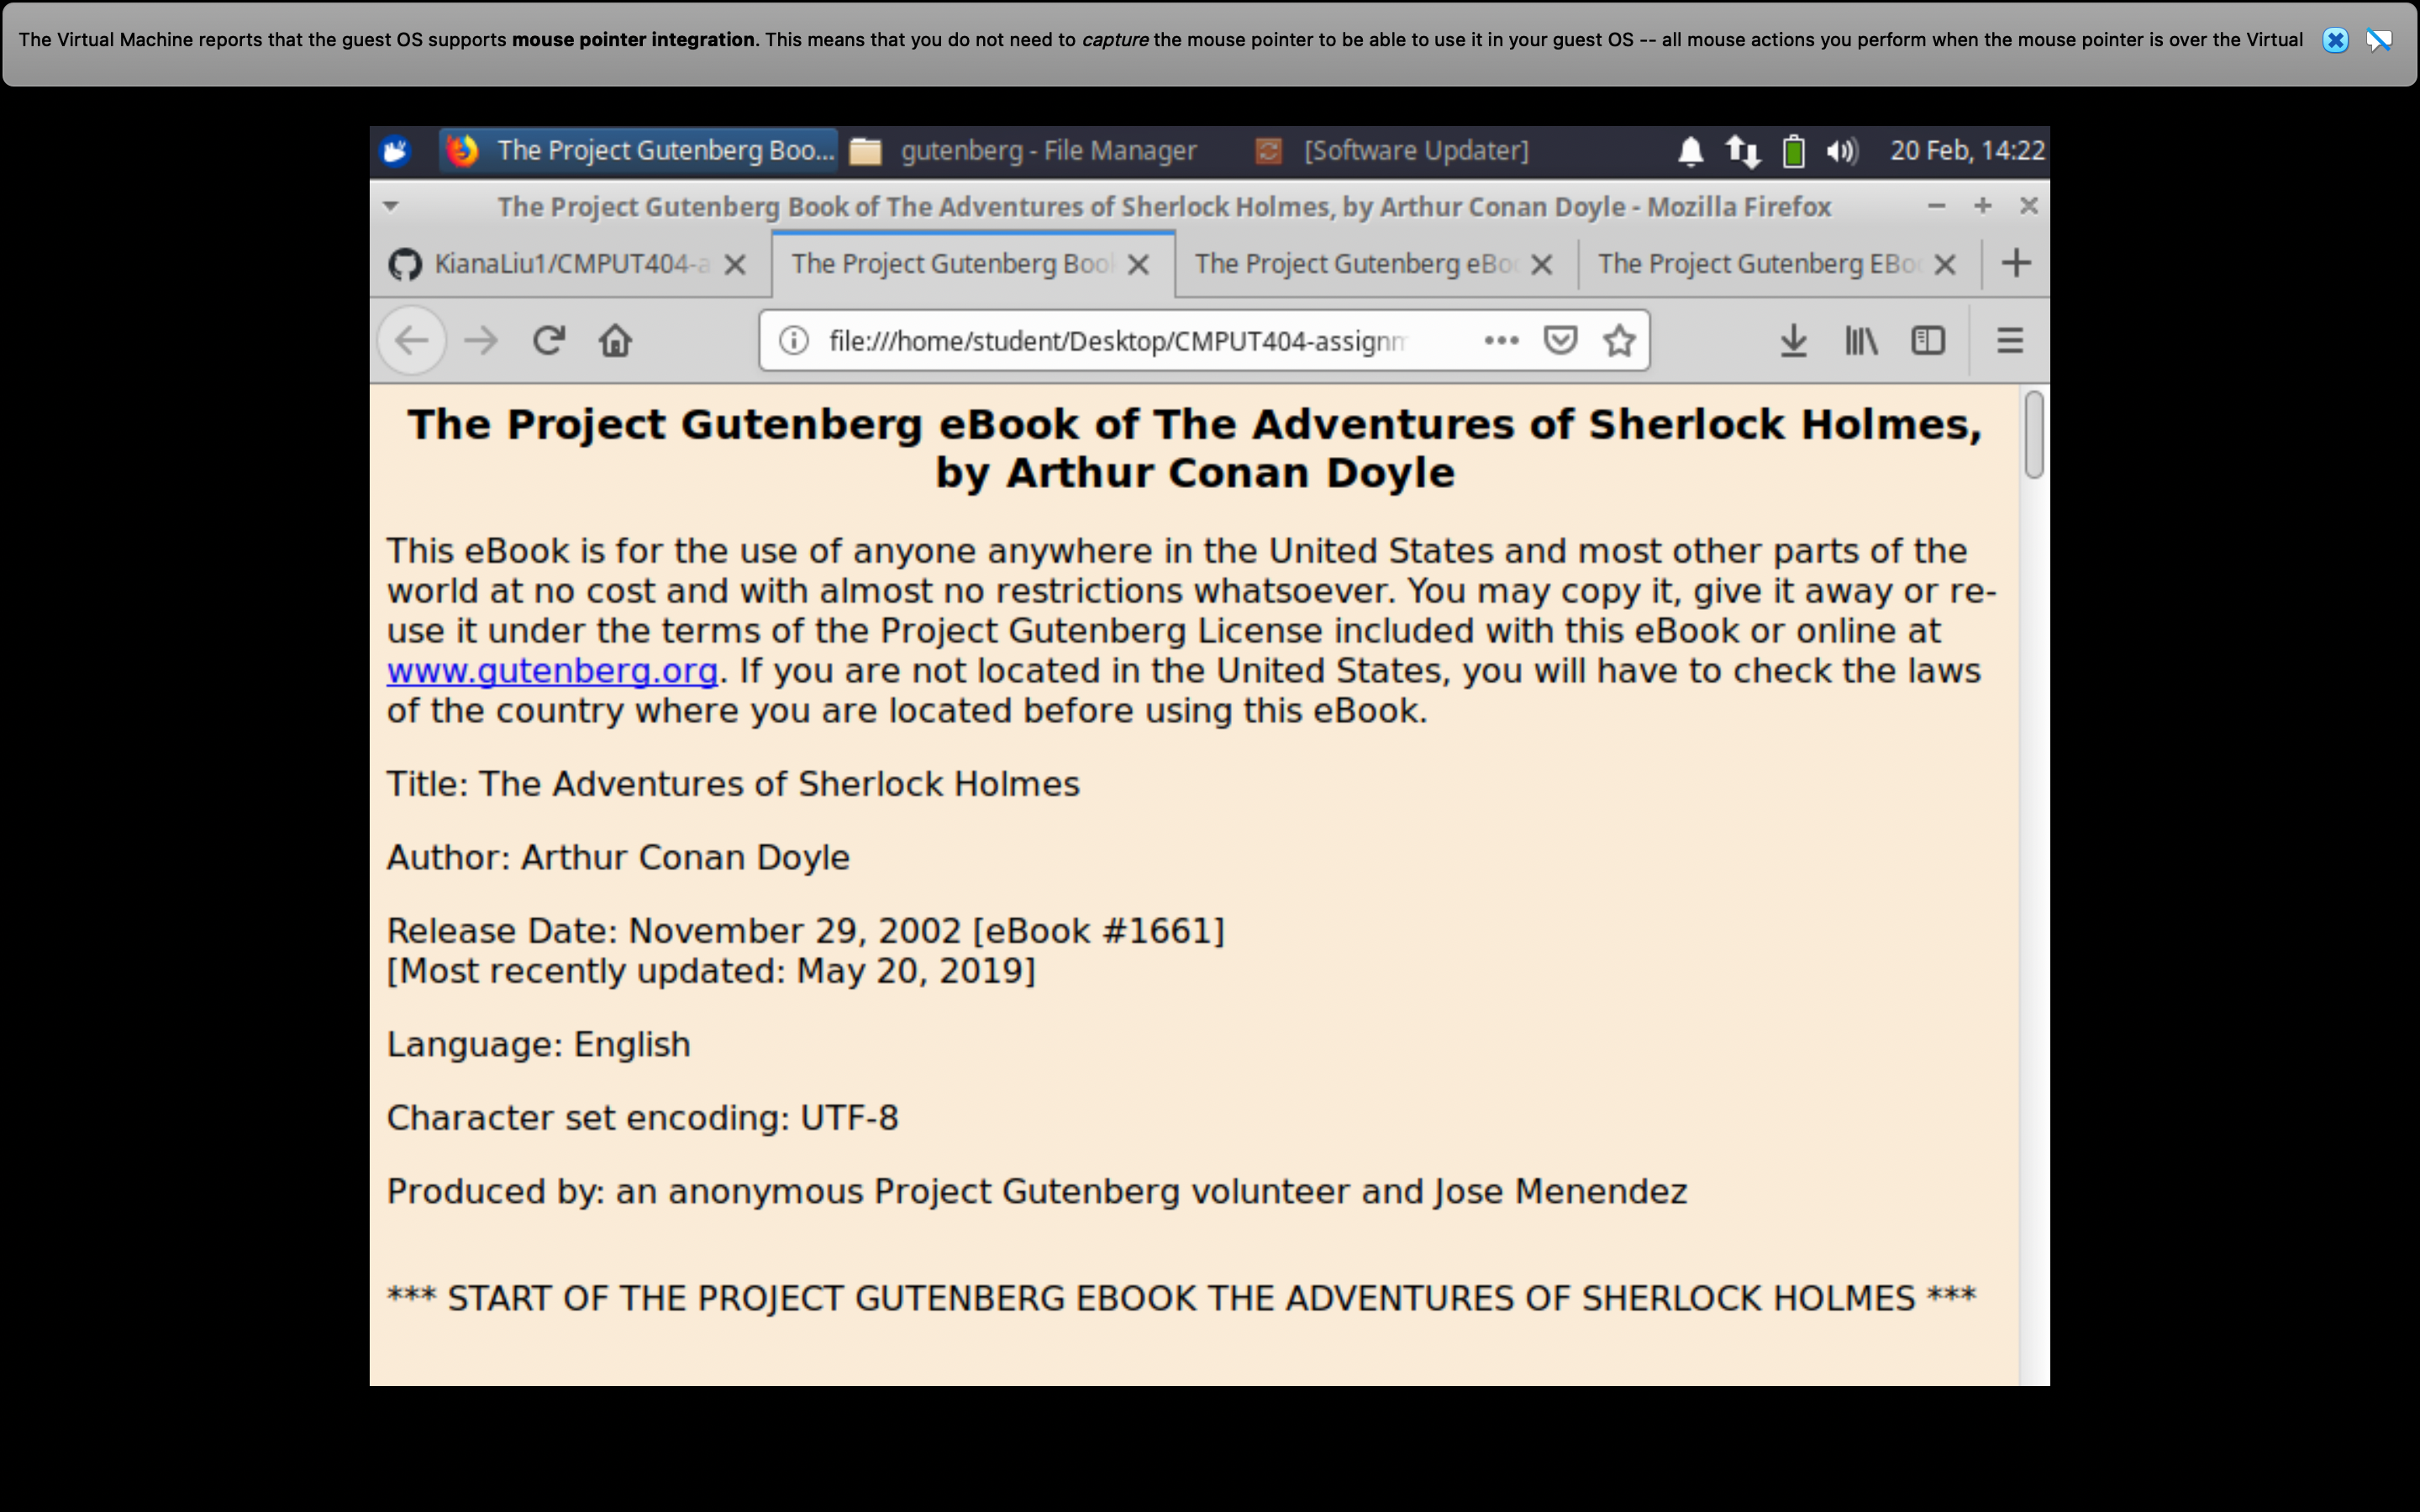 The Virtual Machine reports that the guest OS supports mouse pointer integration. This means that you do not need to capture the mouse pointer to be able to use it in your guest OS -- all mouse actions you perform when the mouse pointer is over the Virtual
The Project Gutenberg Boo...
gutenberg - File Manager
[Software Updater]
20 Feb, 14:22
The Project Gutenberg Book of The Adventures of Sherlock Holmes, by Arthur Conan Doyle - Mozilla Firefox
KianaLiu1/CMPUT404-a
The Project Gutenberg Book
The Project Gutenberg eBoo
The Project Gutenberg EBoo
file:///home/student/Desktop/CMPUT404-assignm
The Project Gutenberg eBook of The Adventures of Sherlock Holmes,
by Arthur Conan Doyle
This eBook is for the use of anyone anywhere in the United States and most other parts of the
world at no cost and with almost no restrictions whatsoever. You may copy it, give it away or re-
use it under the terms of the Project Gutenberg License included with this eBook or online at
www.gutenberg.org. If you are not located in the United States, you will have to check the laws
of the country where you are located before using this eBook.
Title: The Adventures of Sherlock Holmes
Author: Arthur Conan Doyle
Release Date: November 29, 2002 [eBook #1661]
[Most recently updated: May 20, 2019]
Language: English
Character set encoding: UTF-8
Produced by: an anonymous Project Gutenberg volunteer and Jose Menendez
*** START OF THE PROJECT GUTENBERG EBOOK THE ADVENTURES OF SHERLOCK HOLMES ***